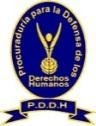 Procuraduría para la Defensa de los
Derechos
Humanos
P.D.D.H